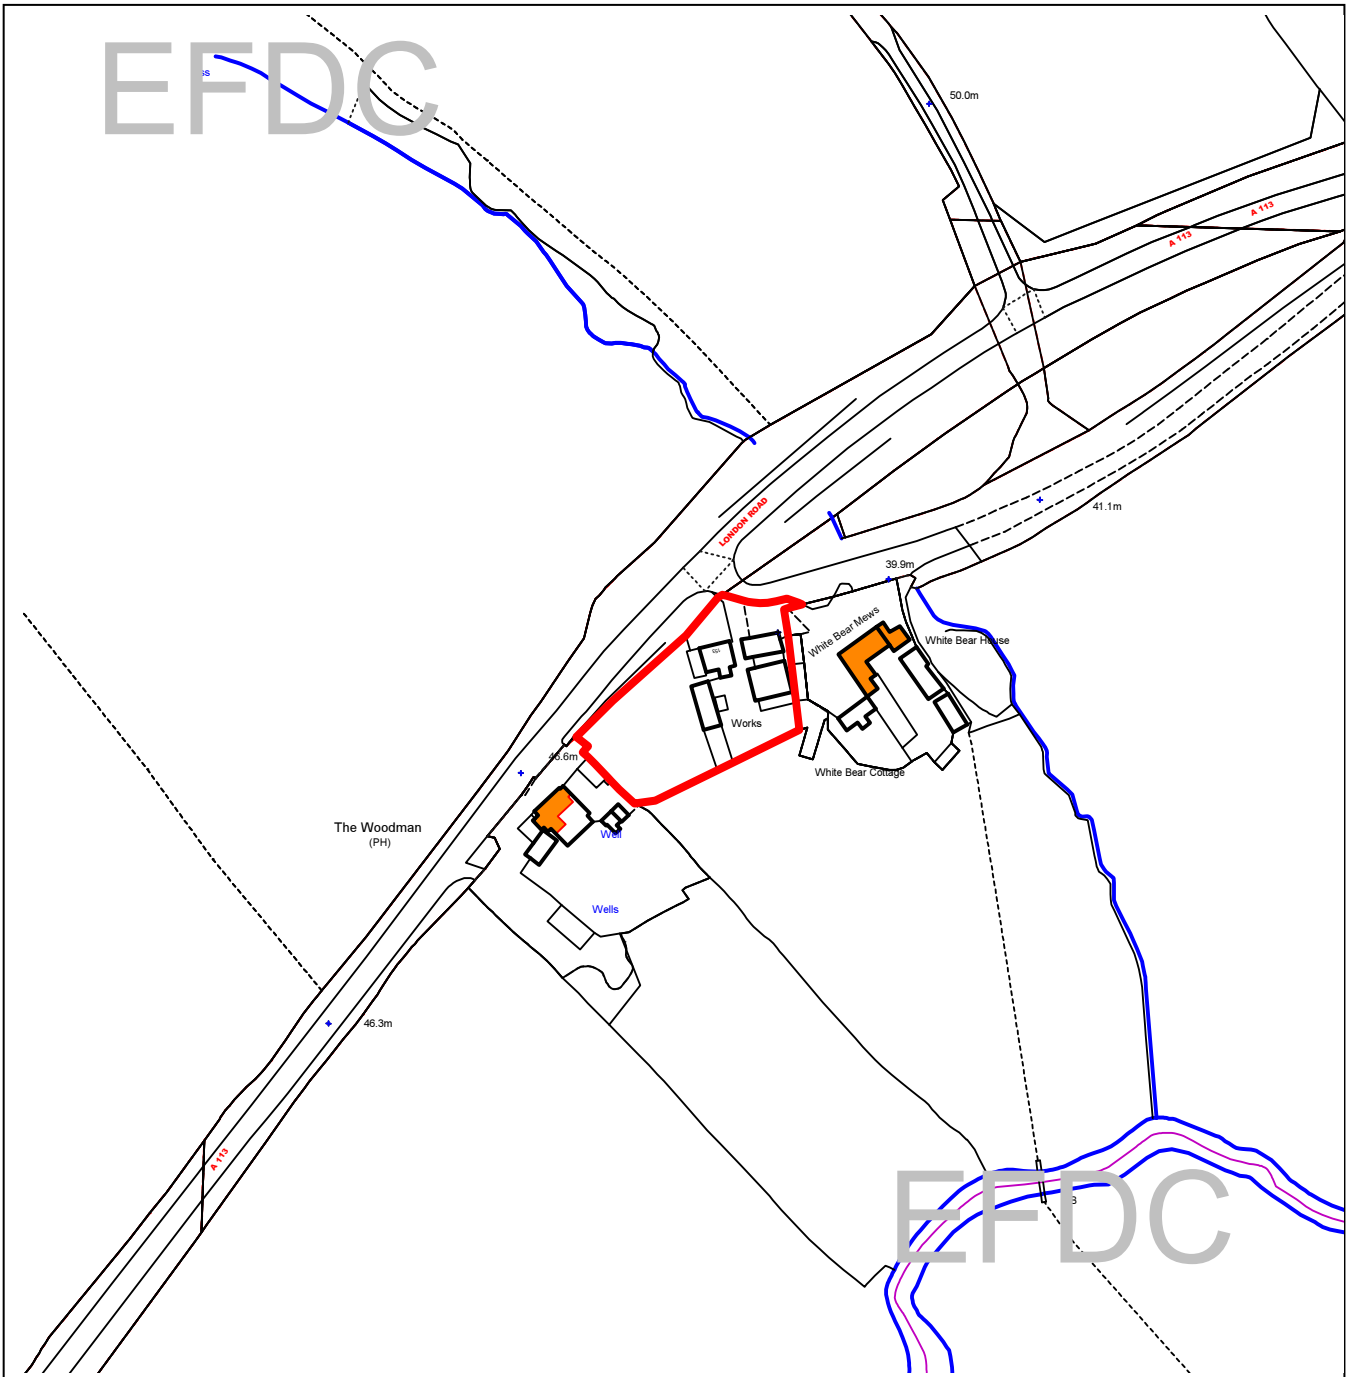 EFDC
ss
50.0m
A 113
A 113
LONDON ROAD
41.1m
39.9m
White Bear Mews
White Bear House
Works
46.6m
White Bear Cottage
The Woodman
(PH)
Well
Wells
46.3m
A 113
EFDC